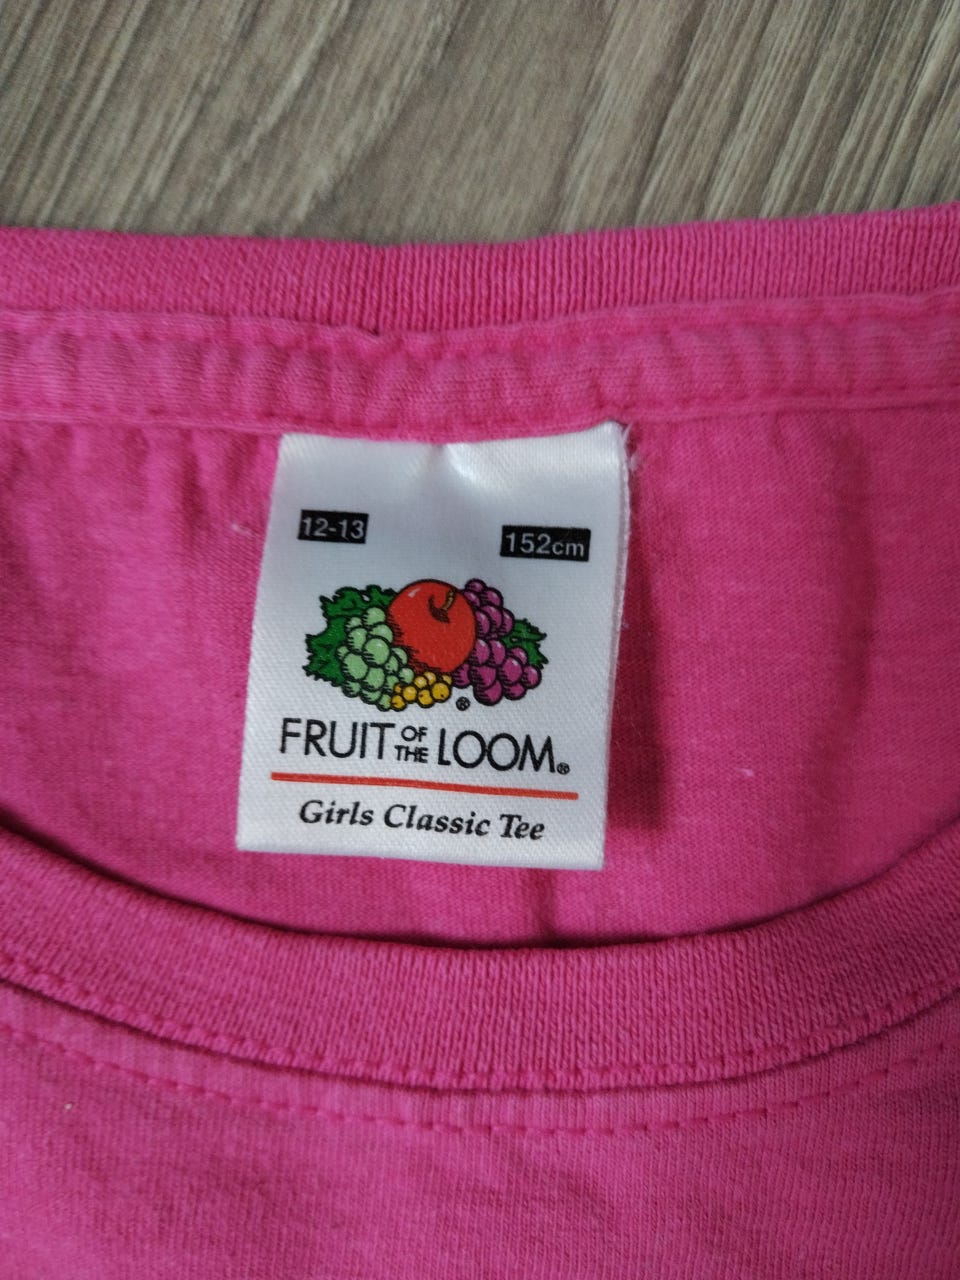 12-13 152cm
®
FRUIT OF THE LOOM®
Girls Classic Tee